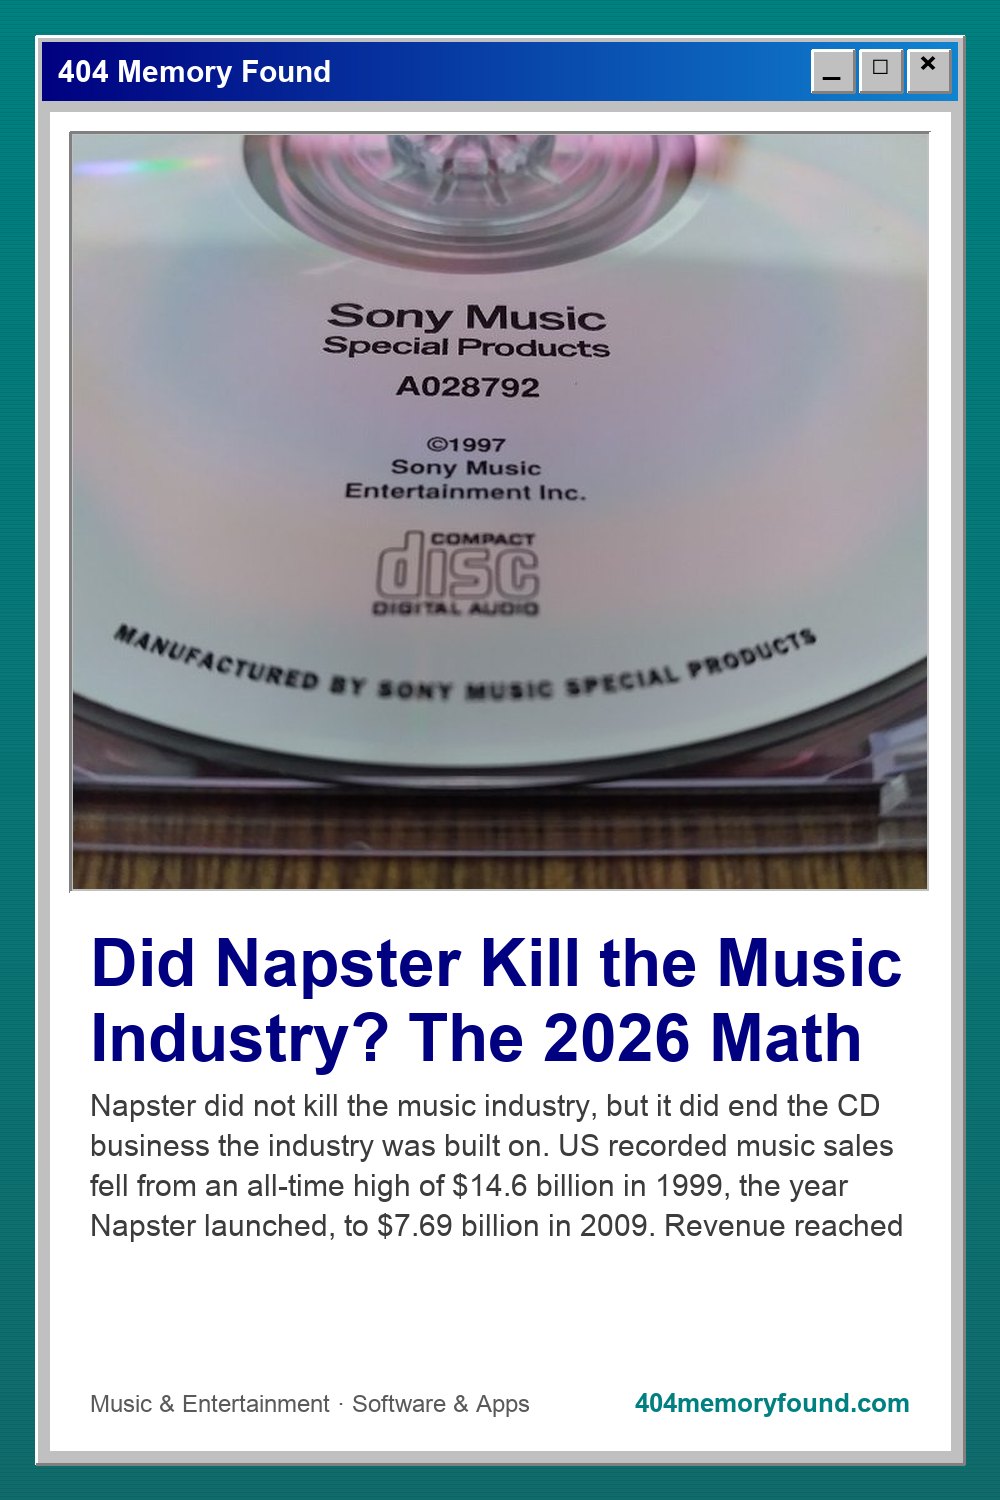 404 Memory Found
Sony Music
Special Products
A028792
©1997
Sony Music
Entertainment Inc.
COMPACT
disc
DIGITAL AUDIO
MANUFACTURED BY SONY MUSIC SPECIAL PRODUCTS
Did Napster Kill the Music
Industry? The 2026 Math
Napster did not kill the music industry, but it did end the CD
business the industry was built on. US recorded music sales
fell from an all-time high of $14.6 billion in 1999, the year
Napster launched, to $7.69 billion in 2009. Revenue reached
Music & Entertainment · Software & Apps
404memoryfound.com